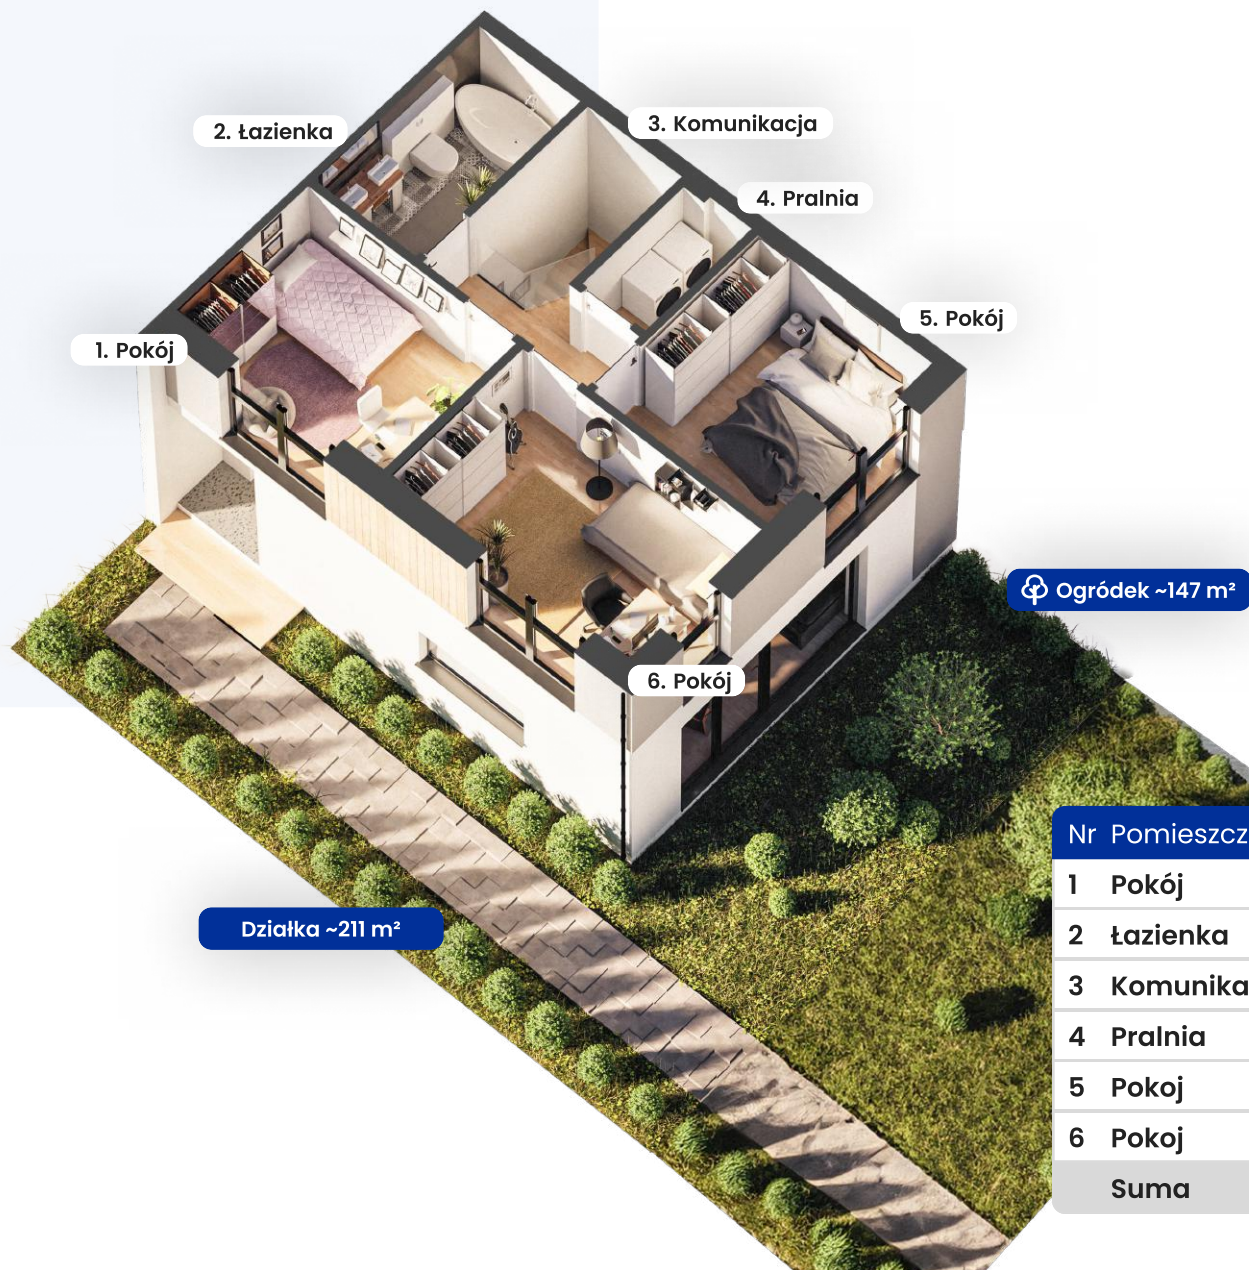 2. Łazienka
3. Komunikacja
4. Pralnia
5. Pokój
1. Pokój
Ogródek ~147 m²
6. Pokój
Działka ~211 m²
Nr Pomieszcz
1 Pokój
2 Łazienka
3 Komunika
4 Pralnia
5 Pokoj
6 Pokoj
Suma